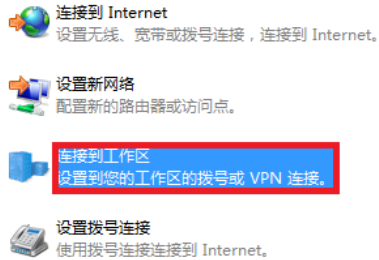 连接到 Internet
设置无线、宽带或拨号连接，连接到 Internet。
设置新网络
配置新的路由器或访问点。
连接到工作区
设置到您的工作区的拨号或 VPN 连接。
设置拨号连接
使用拨号连接连接到 Internet。